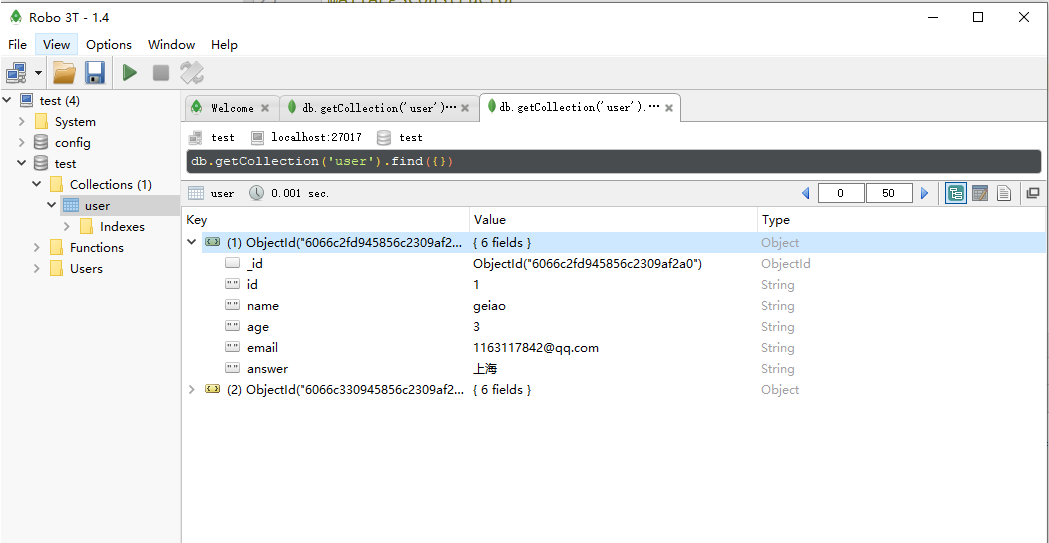 Robo 3T - 1.4
File View Options Window Help
test (4)
System
config
test
Collections (1)
user
Indexes
Functions
Users
Welcome
db.getCollection('user')···
db.getCollection('user').···
test localhost:27017 test
db.getCollection('user').find({})
user 0.001 sec.
0 50
Key Value Type
(1) ObjectId("6066c2fd945856c2309af2... { 6 fields } Object
_id ObjectId("6066c2fd945856c2309af2a0") ObjectId
"" id 1 String
"" name geiao String
"" age 3 String
"" email 1163117842@qq.com String
"" answer 上海 String
(2) ObjectId("6066c330945856c2309af2... { 6 fields } Object